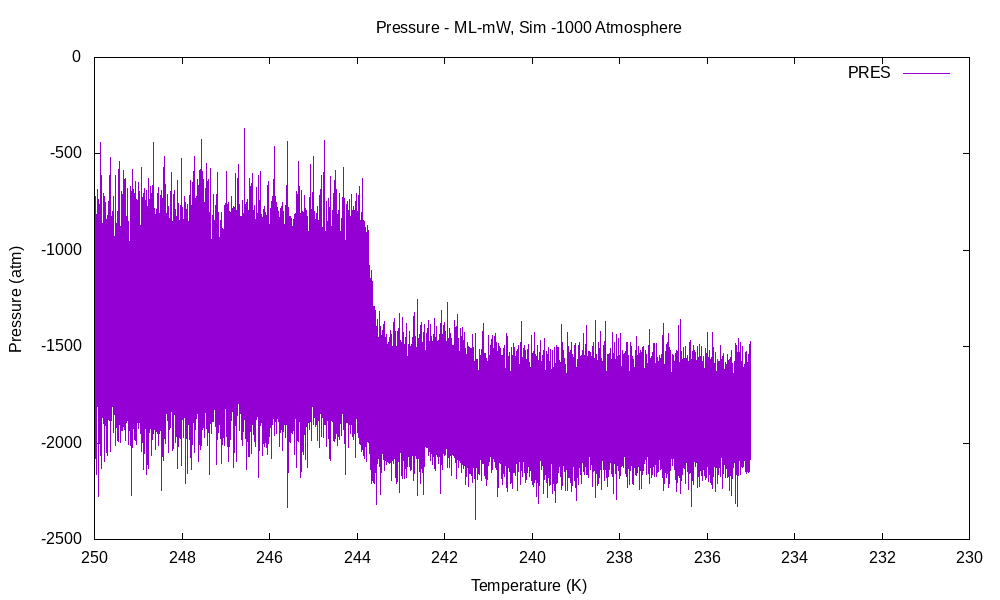 Pressure - ML-mW, Sim -1000 Atmosphere
PRES
0
-500
-1000
-1500
-2000
-2500
Pressure (atm)
250 248 246 244 242 240 238 236 234 232 230
Temperature (K)